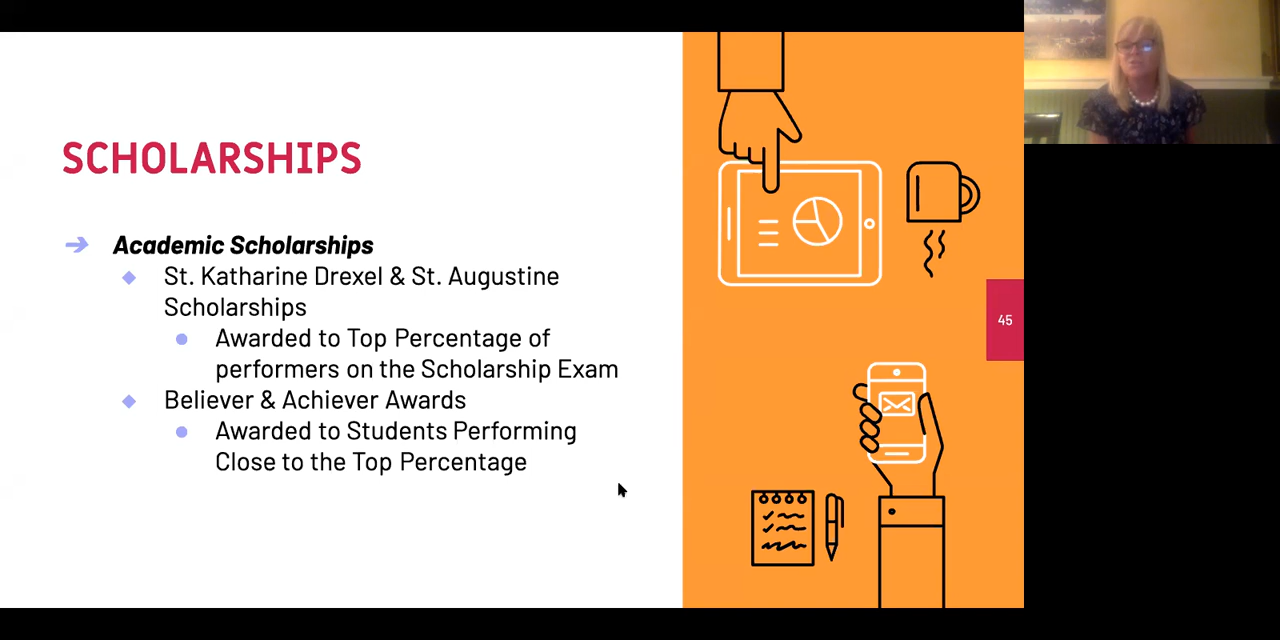 SCHOLARSHIPS
Academic Scholarships
St. Katharine Drexel & St. Augustine
Scholarships
Awarded to Top Percentage of
performers on the Scholarship Exam
Believer & Achiever Awards
Awarded to Students Performing
Close to the Top Percentage
45